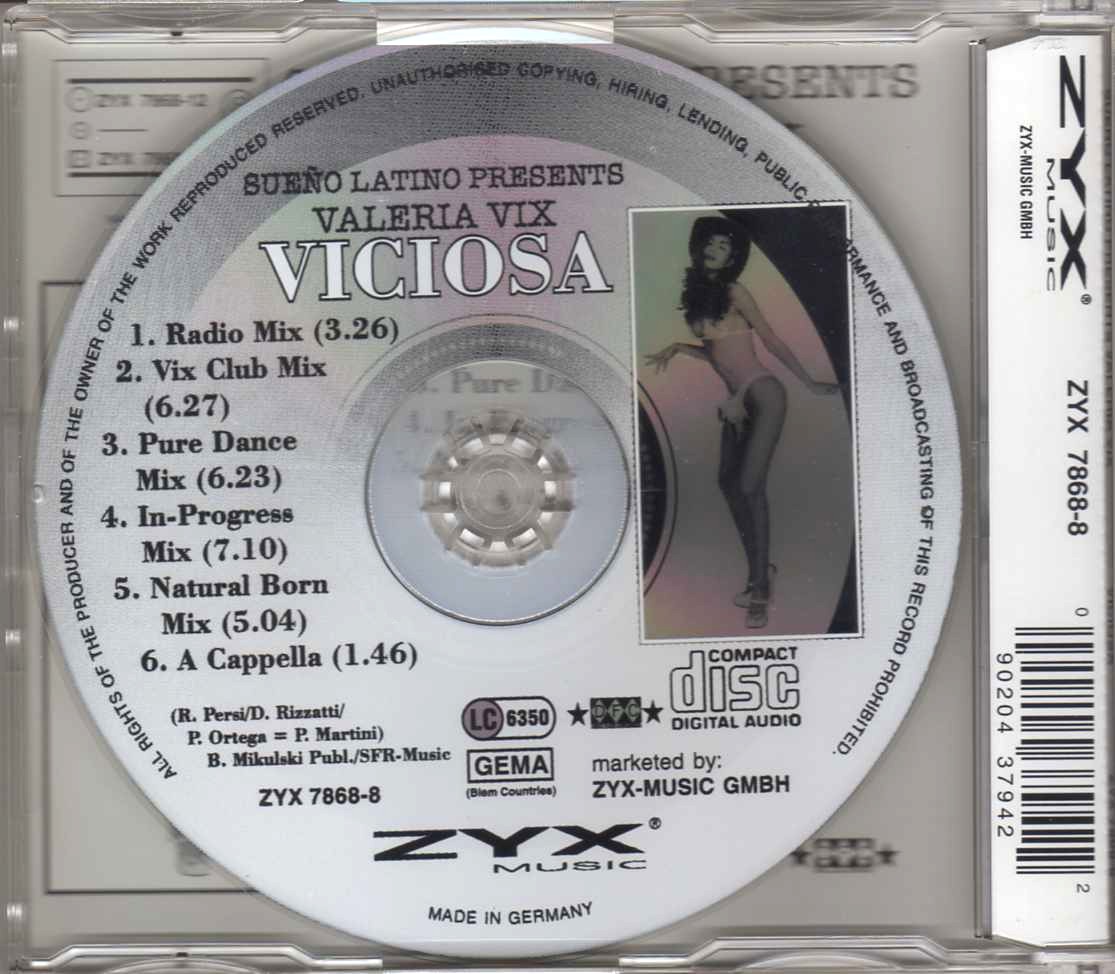 ZYX 7868-12
ESENTS
ALL RIGHTS OF THE PRODUCER AND OF THE OWNER OF THE WORK REPRODUCED RESERVED. UNAUTHORISED COPYING, HIRING, LENDING, PUBLIC PERFORMANCE AND BROADCASTING OF THIS RECORD PROHIBITED.
SUEÑO LATINO PRESENTS
VALERIA VIX
VICIOSA
1. Radio Mix (3.26)
2. Vix Club Mix
(6.27)
3. Pure Dance
Mix (6.23)
4. In-Progress
Mix (7.10)
5. Natural Born
Mix (5.04)
6. A Cappella (1.46)
(R. Persi/D. Rizzatti/
P. Ortega = P. Martini)
B. Mikulski Publ./SFR-Music
ZYX 7868-8
LC 6350
GEMA
(Biem Countries)
DFC
COMPACT
disc
DIGITAL AUDIO
marketed by:
ZYX-MUSIC GMBH
ZYX®
MUSIC
MADE IN GERMANY
ZYX®
MUSIC
ZYX-MUSIC GMBH
ZYX 7868-8
0 90204 37942 2